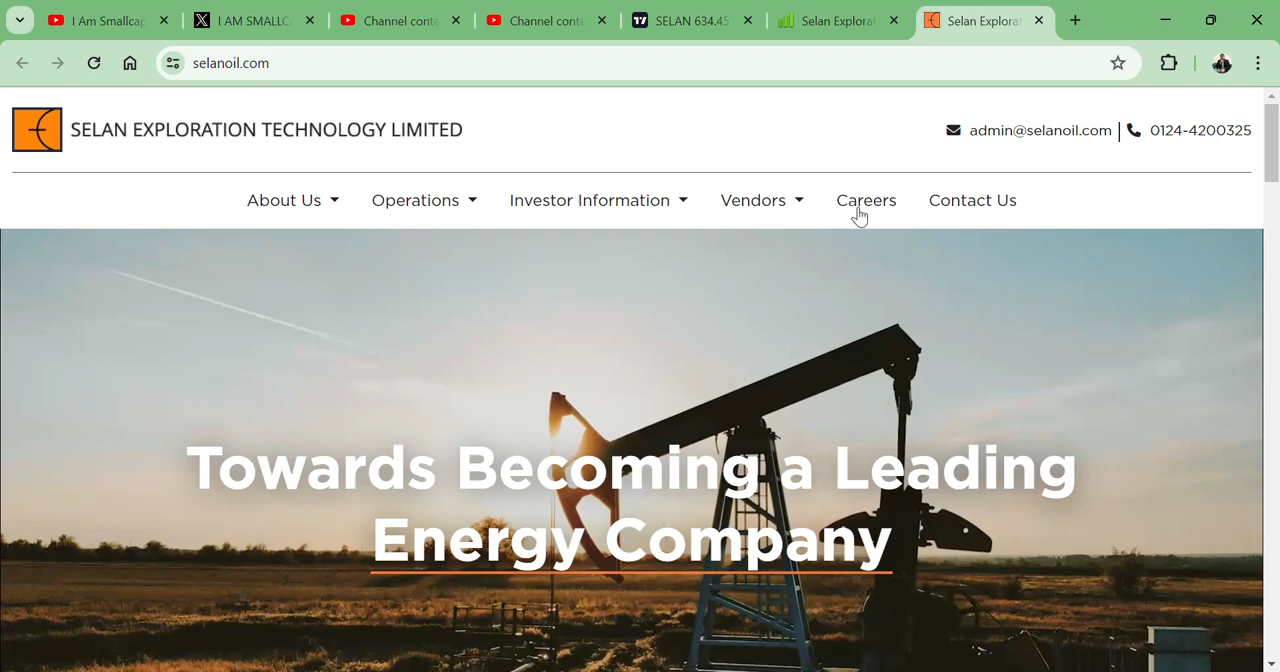 I Am Smallcap
I AM SMALLCA
Channel conte
Channel conte
SELAN 634.45
Selan Explorat
Selan Explorat
selanoil.com
SELAN EXPLORATION TECHNOLOGY LIMITED
admin@selanoil.com | 0124-4200325
About Us
Operations
Investor Information
Vendors
Careers
Contact Us
Towards Becoming a Leading
Energy Company